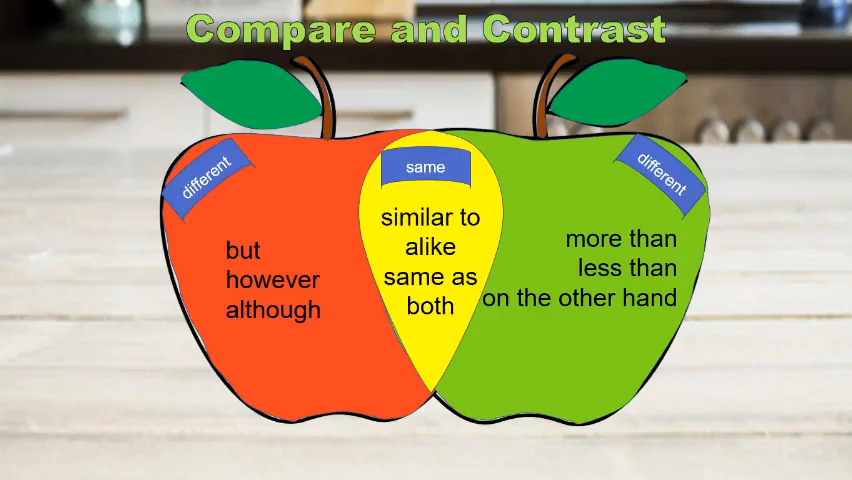 Compare and Contrast
different
same
different
but
however
although
similar to
alike
same as
both
more than
less than
on the other hand